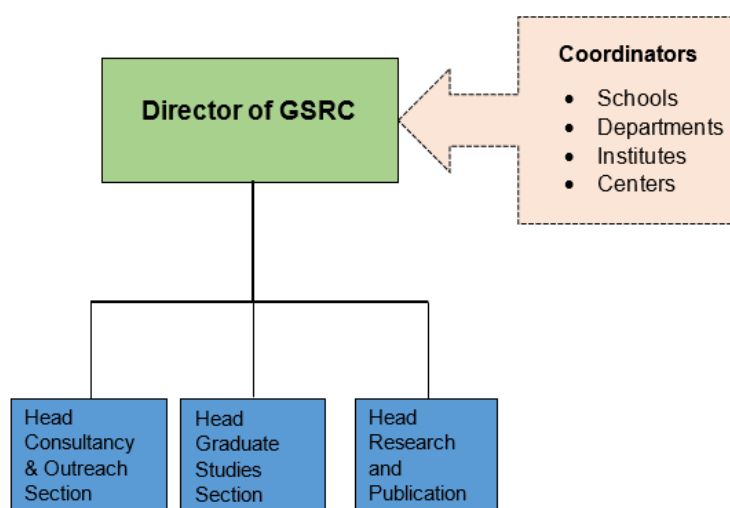 Director of GSRC
Coordinators
• Schools
• Departments
• Institutes
• Centers
Head
Consultancy
& Outreach
Section
Head
Graduate
Studies
Section
Head
Research
and
Publication